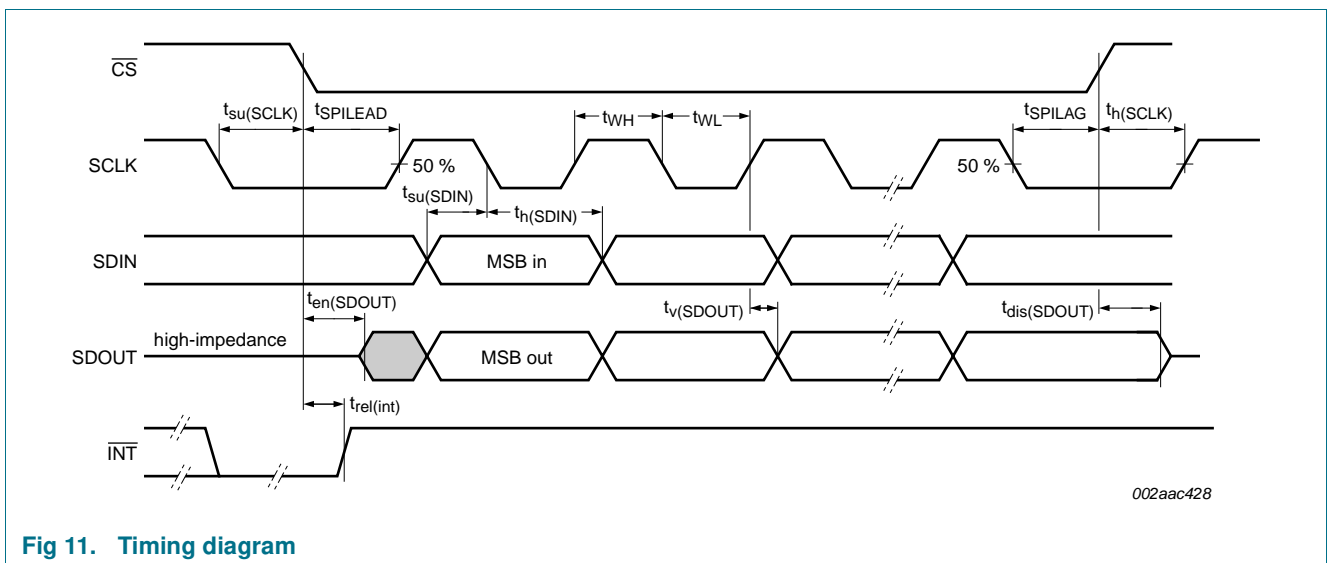 CS
tsu(SCLK) tSPILEAD tWH tWL tSPILAG th(SCLK)
SCLK 50 % 50 %
tsu(SDIN) th(SDIN)
SDIN MSB in
ten(SDOUT) tv(SDOUT) tdis(SDOUT)
high-impedance
SDOUT MSB out
trel(int)
INT
002aac428
Fig 11. Timing diagram